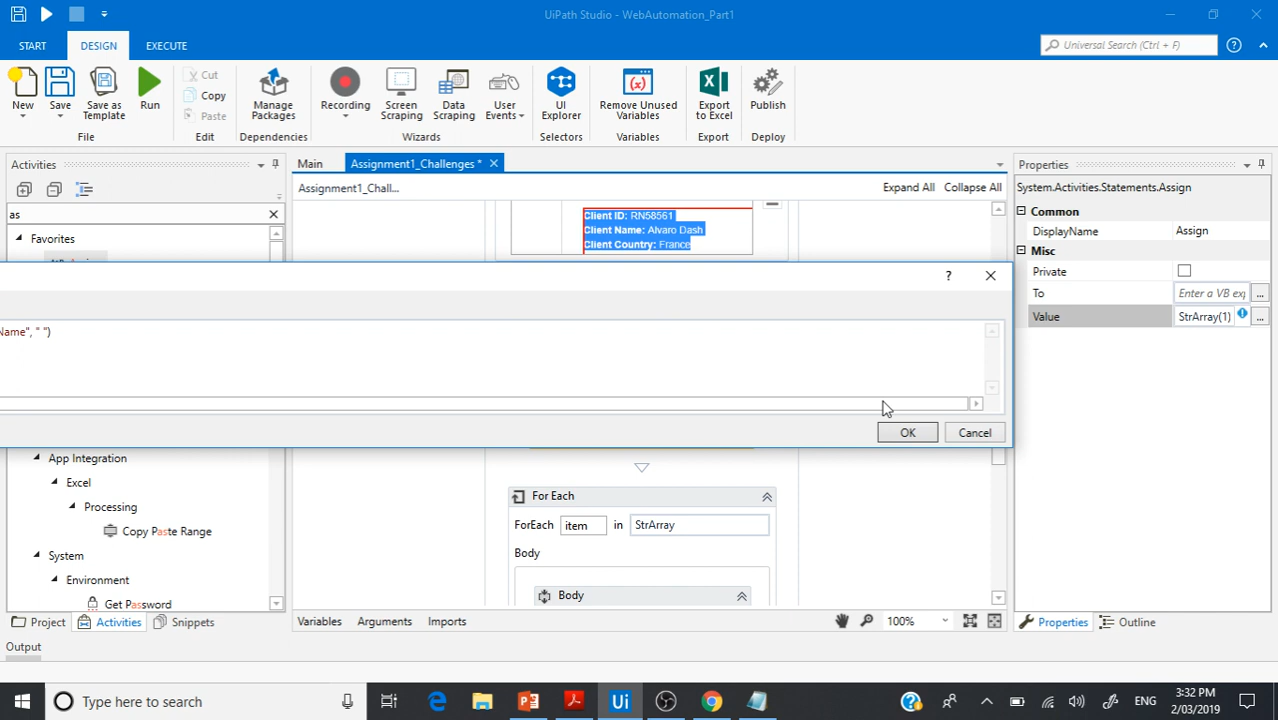 UiPath Studio - WebAutomation_Part1
START
DESIGN
EXECUTE
Universal Search (Ctrl + F)
New
Save
Save as Template
Run
Cut
Copy
Paste
Manage Packages
Recording
Screen Scraping
Data Scraping
User Events
UI Explorer
Remove Unused Variables
Export to Excel
Publish
File
Edit
Dependencies
Wizards
Selectors
Variables
Export
Deploy
Activities
Main
Assignment1_Challenges *
Properties
Assignment1_Chall...
Expand All
Collapse All
System.Activities.Statements.Assign
as
Favorites
Client ID: RN58561
Client Name: Alvaro Dash
Client Country: France
Common
DisplayName
Assign
Misc
Private
To
Enter a VB exp
...
Value
StrArray(1)
...
?
Name", " ")
OK
Cancel
App Integration
Excel
Processing
Copy Paste Range
System
Environment
Get Password
For Each
ForEach
item
in
StrArray
Body
Body
Project
Activities
Snippets
Variables
Arguments
Imports
100%
Properties
Outline
Output
Type here to search
ENG
3:32 PM
2/03/2019